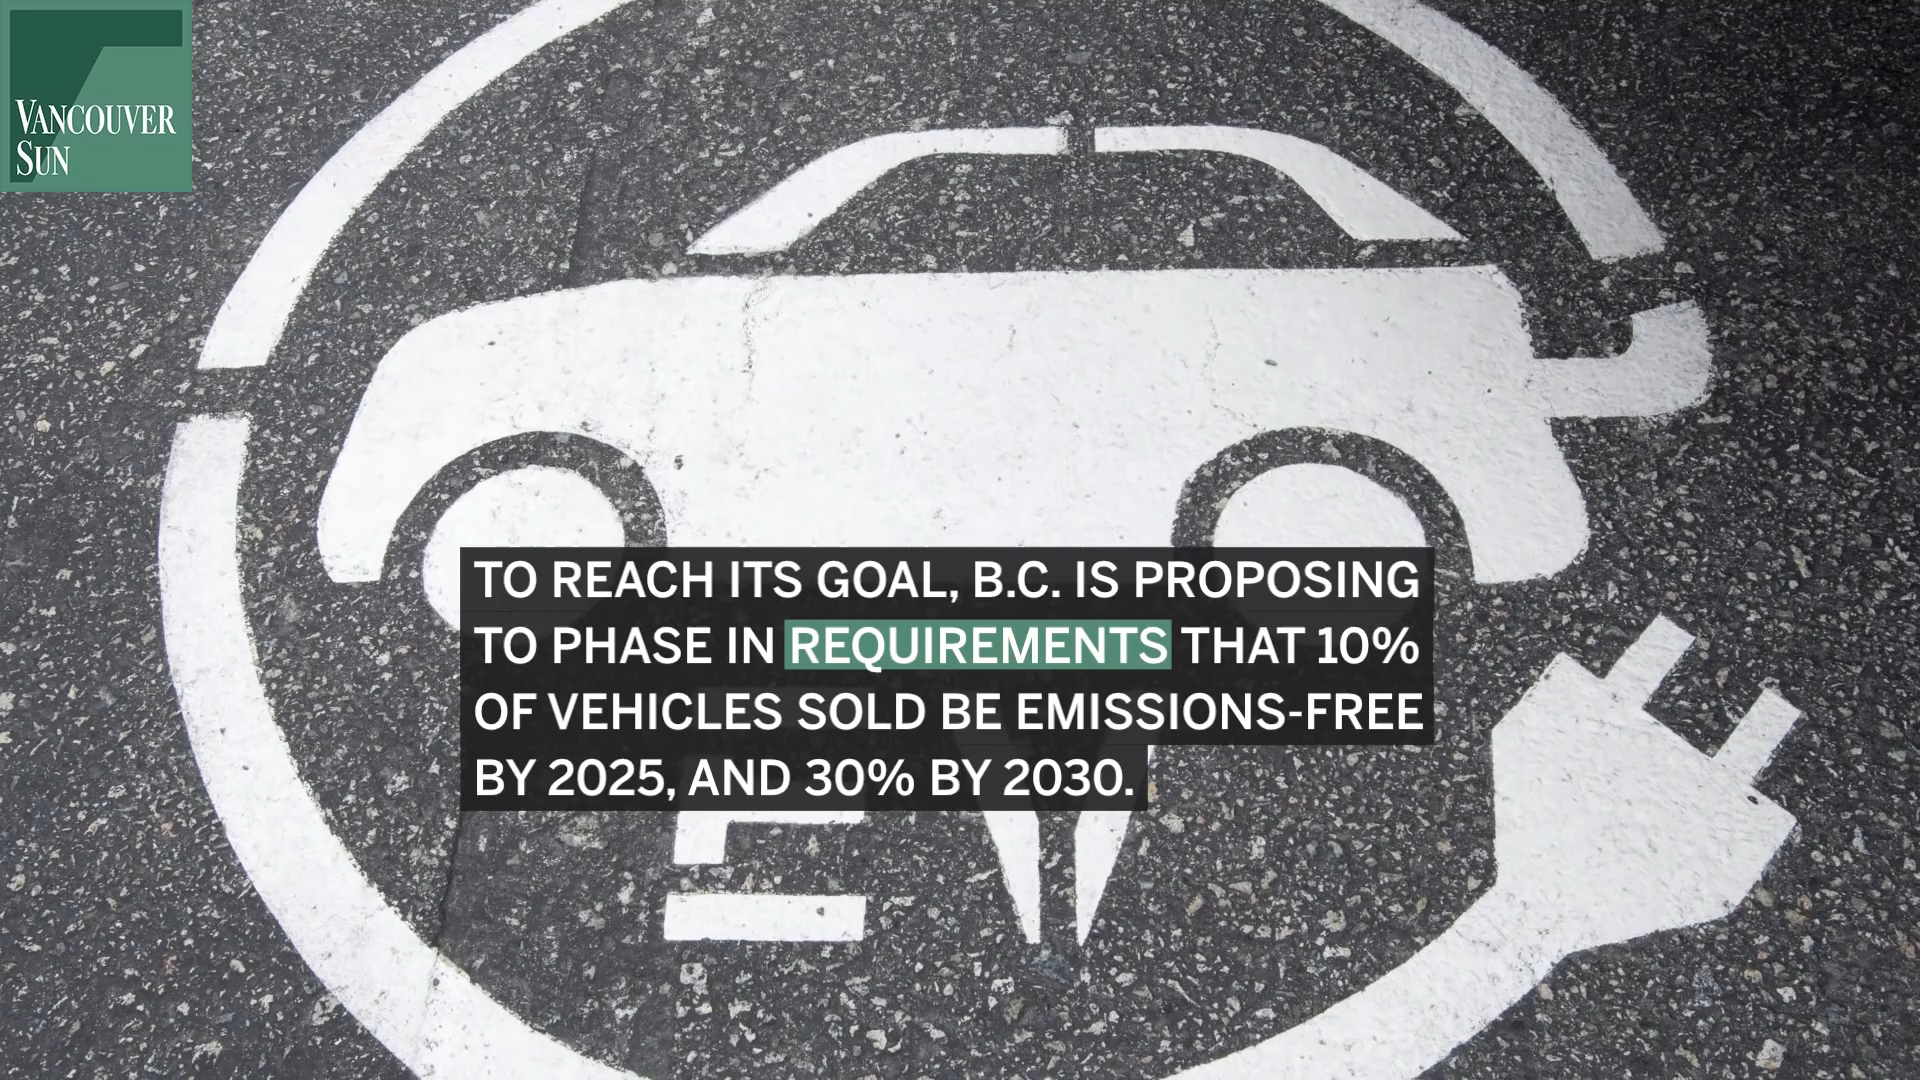 VANCOUVER
SUN
TO REACH ITS GOAL, B.C. IS PROPOSING
TO PHASE IN REQUIREMENTS THAT 10%
OF VEHICLES SOLD BE EMISSIONS-FREE
BY 2025, AND 30% BY 2030.
EV